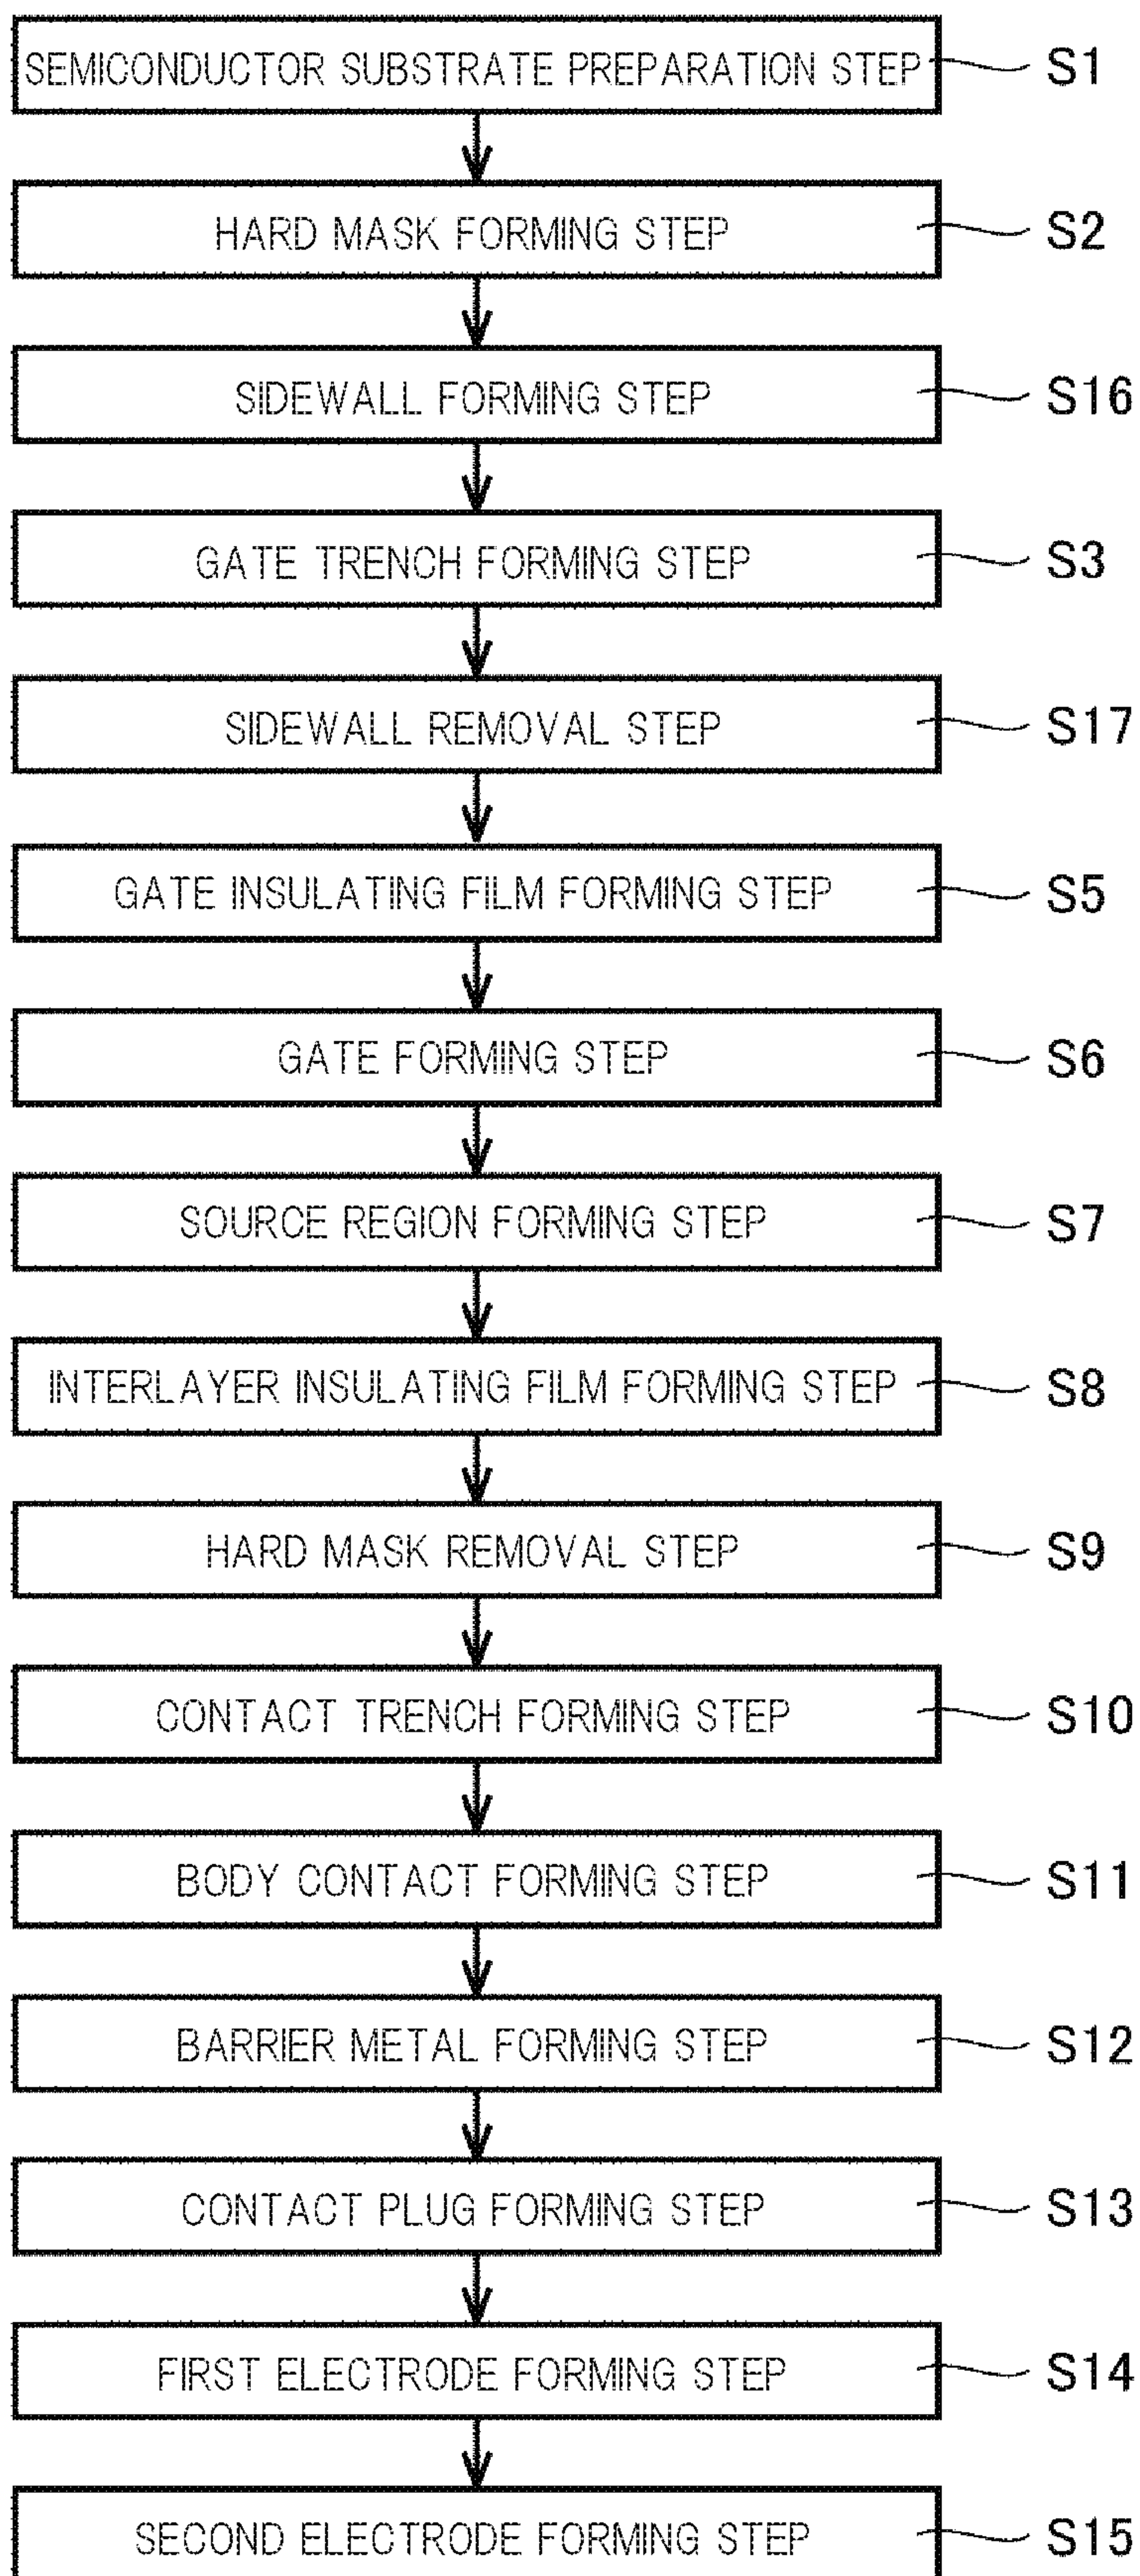 SEMICONDUCTOR SUBSTRATE PREPARATION STEP S1
HARD MASK FORMING STEP S2
SIDEWALL FORMING STEP S16
GATE TRENCH FORMING STEP S3
SIDEWALL REMOVAL STEP S17
GATE INSULATING FILM FORMING STEP S5
GATE FORMING STEP S6
SOURCE REGION FORMING STEP S7
INTERLAYER INSULATING FILM FORMING STEP S8
HARD MASK REMOVAL STEP S9
CONTACT TRENCH FORMING STEP S10
BODY CONTACT FORMING STEP S11
BARRIER METAL FORMING STEP S12
CONTACT PLUG FORMING STEP S13
FIRST ELECTRODE FORMING STEP S14
SECOND ELECTRODE FORMING STEP S15